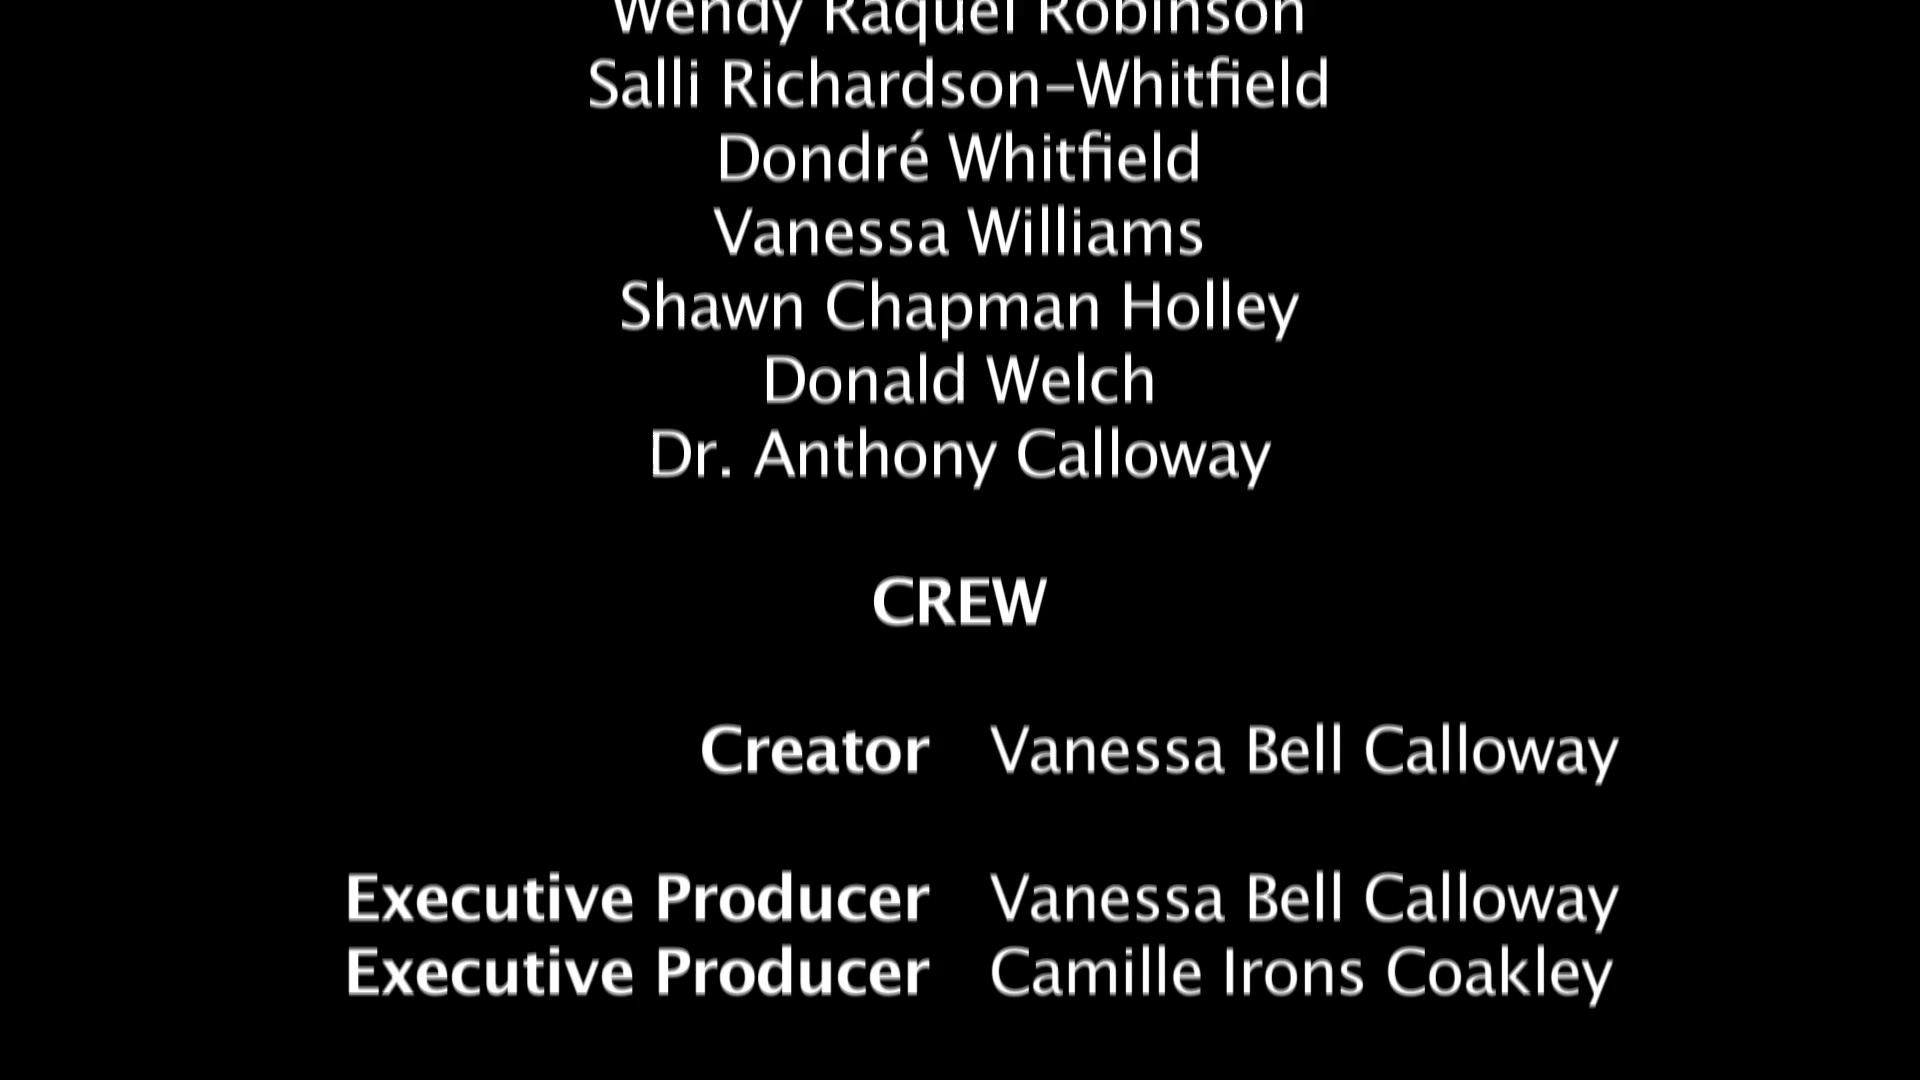 Wendy Raquel Robinson
Salli Richardson-Whitfield
Dondré Whitfield
Vanessa Williams
Shawn Chapman Holley
Donald Welch
Dr. Anthony Calloway
CREW
Creator Vanessa Bell Calloway
Executive Producer Vanessa Bell Calloway
Executive Producer Camille Irons Coakley